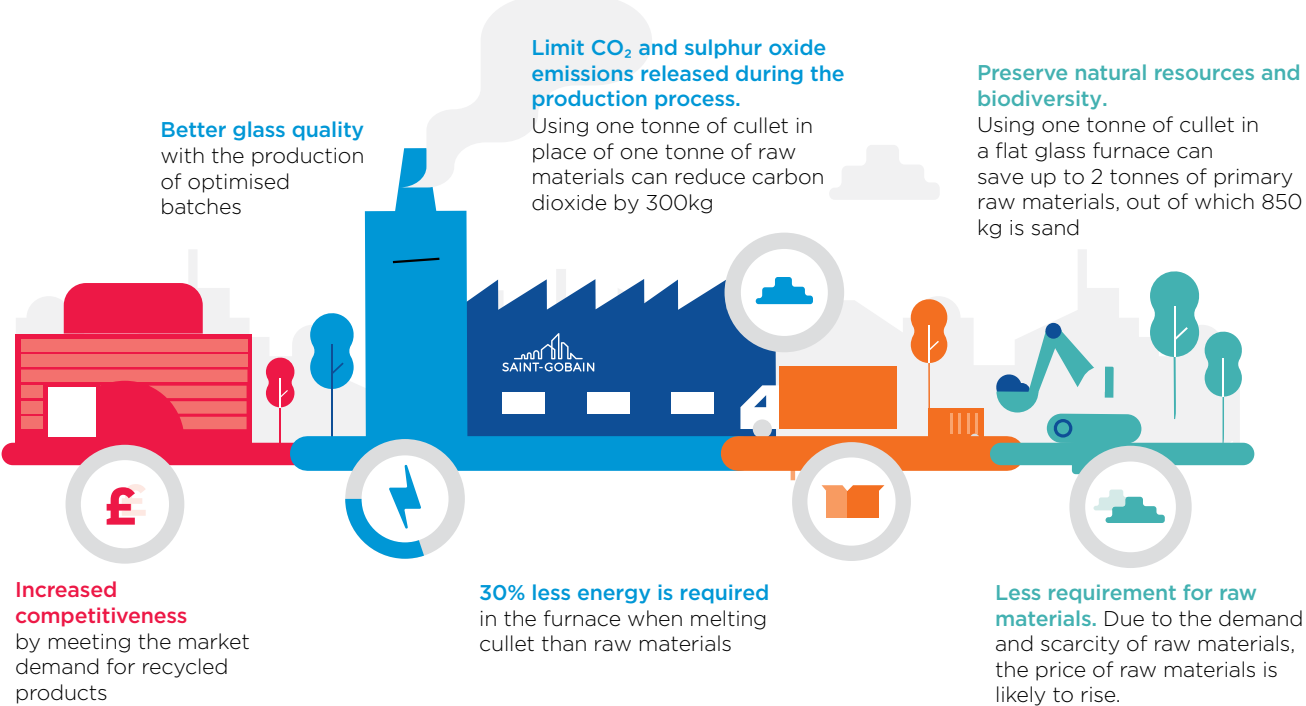 Limit CO₂ and sulphur oxide
emissions released during the
production process.
Using one tonne of cullet in
place of one tonne of raw
materials can reduce carbon
dioxide by 300kg
Preserve natural resources and
biodiversity.
Using one tonne of cullet in
a flat glass furnace can
save up to 2 tonnes of primary
raw materials, out of which 850
kg is sand
Better glass quality
with the production
of optimised
batches
SAINT-GOBAIN
£
Increased
competitiveness
by meeting the market
demand for recycled
products
30% less energy is required
in the furnace when melting
cullet than raw materials
Less requirement for raw
materials. Due to the demand
and scarcity of raw materials,
the price of raw materials is
likely to rise.